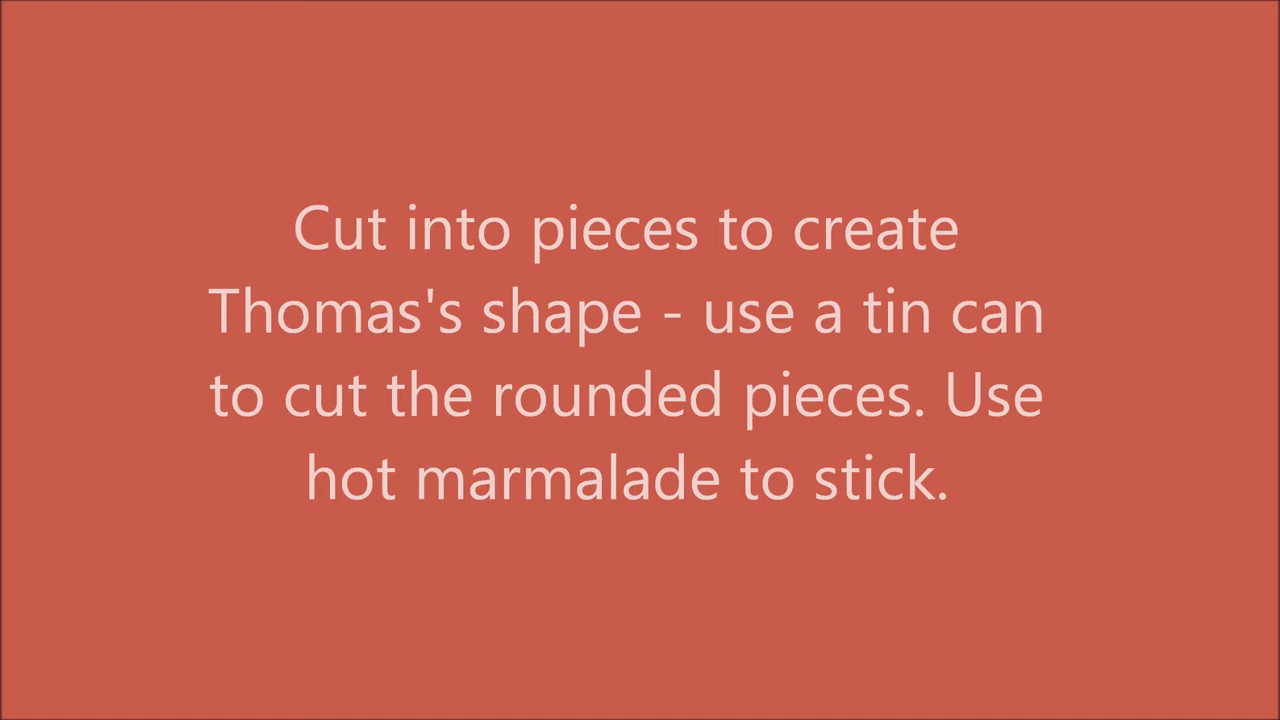 Cut into pieces to create
Thomas's shape - use a tin can
to cut the rounded pieces. Use
hot marmalade to stick.